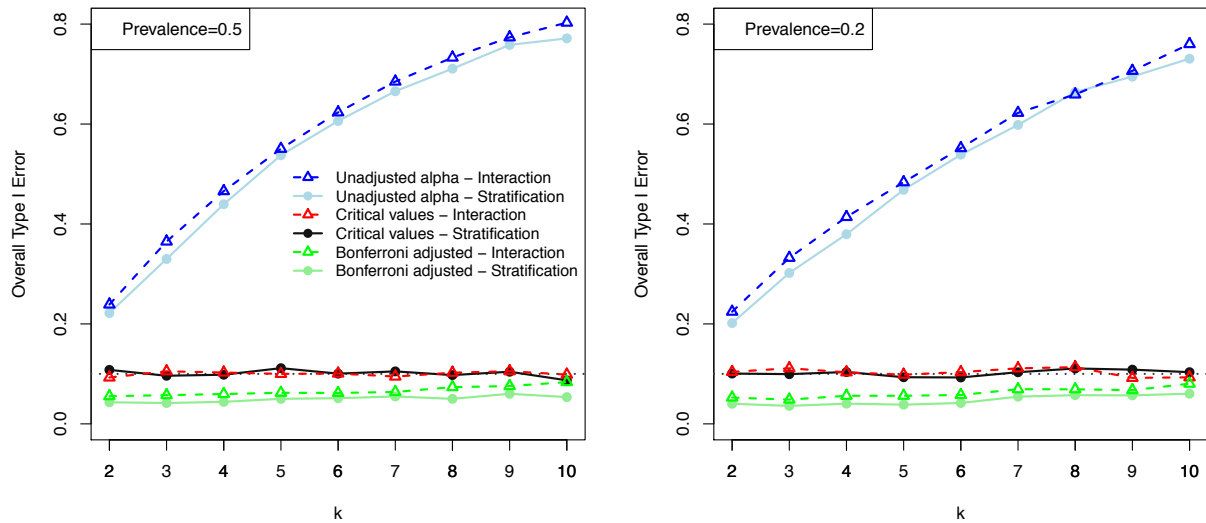 Prevalence=0.5
0.8
0.6
0.4
0.2
0.0
Overall Type I Error
Unadjusted alpha – Interaction
Unadjusted alpha – Stratification
Critical values – Interaction
Critical values – Stratification
Bonferroni adjusted – Interaction
Bonferroni adjusted – Stratification
2 3 4 5 6 7 8 9 10
k
Prevalence=0.2
0.8
0.6
0.4
0.2
0.0
Overall Type I Error
2 3 4 5 6 7 8 9 10
k